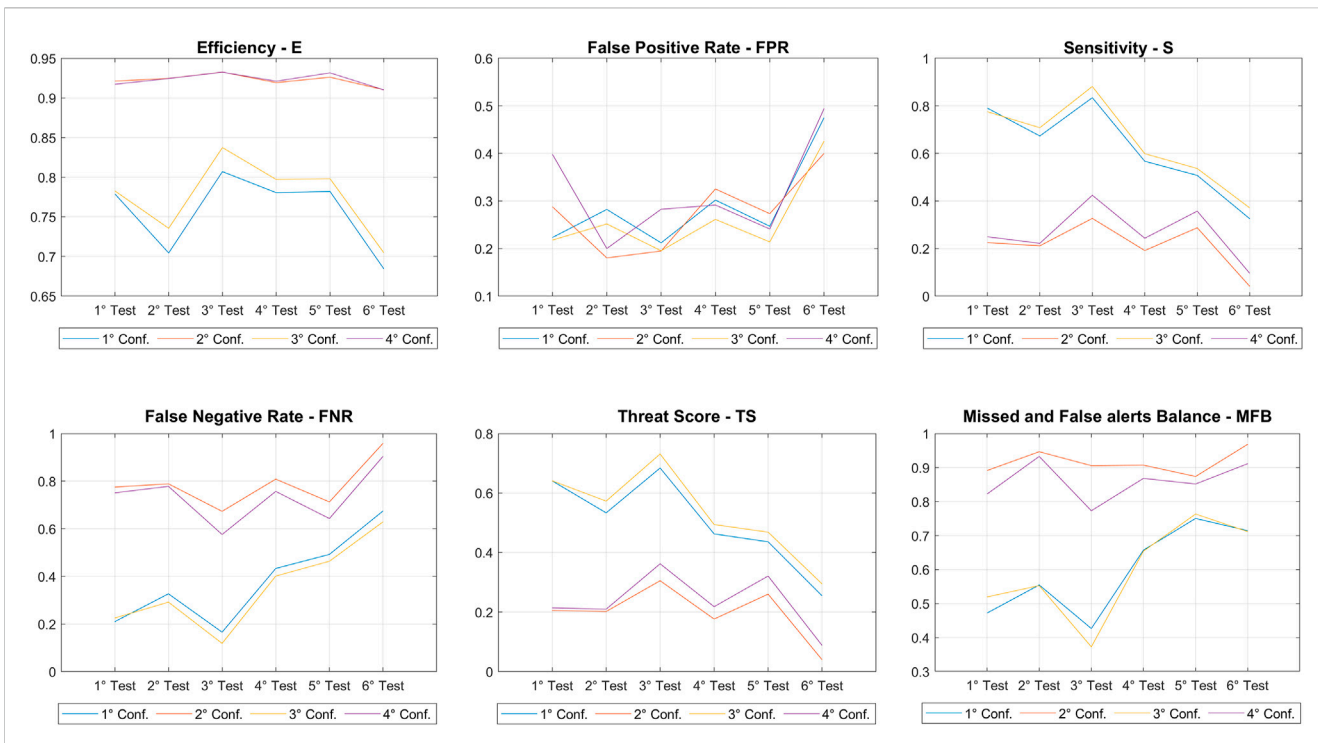 Efficiency - E
0.95
0.9
0.85
0.8
0.75
0.7
0.65
1° Test 2° Test 3° Test 4° Test 5° Test 6° Test
1° Conf. 2° Conf. 3° Conf. 4° Conf.
False Positive Rate - FPR
0.6
0.5
0.4
0.3
0.2
0.1
1° Test 2° Test 3° Test 4° Test 5° Test 6° Test
1° Conf. 2° Conf. 3° Conf. 4° Conf.
Sensitivity - S
1
0.8
0.6
0.4
0.2
0
1° Test 2° Test 3° Test 4° Test 5° Test 6° Test
1° Conf. 2° Conf. 3° Conf. 4° Conf.
False Negative Rate - FNR
1
0.8
0.6
0.4
0.2
0
1° Test 2° Test 3° Test 4° Test 5° Test 6° Test
1° Conf. 2° Conf. 3° Conf. 4° Conf.
Threat Score - TS
0.8
0.6
0.4
0.2
0
1° Test 2° Test 3° Test 4° Test 5° Test 6° Test
1° Conf. 2° Conf. 3° Conf. 4° Conf.
Missed and False alerts Balance - MFB
1
0.9
0.8
0.7
0.6
0.5
0.4
0.3
1° Test 2° Test 3° Test 4° Test 5° Test 6° Test
1° Conf. 2° Conf. 3° Conf. 4° Conf.